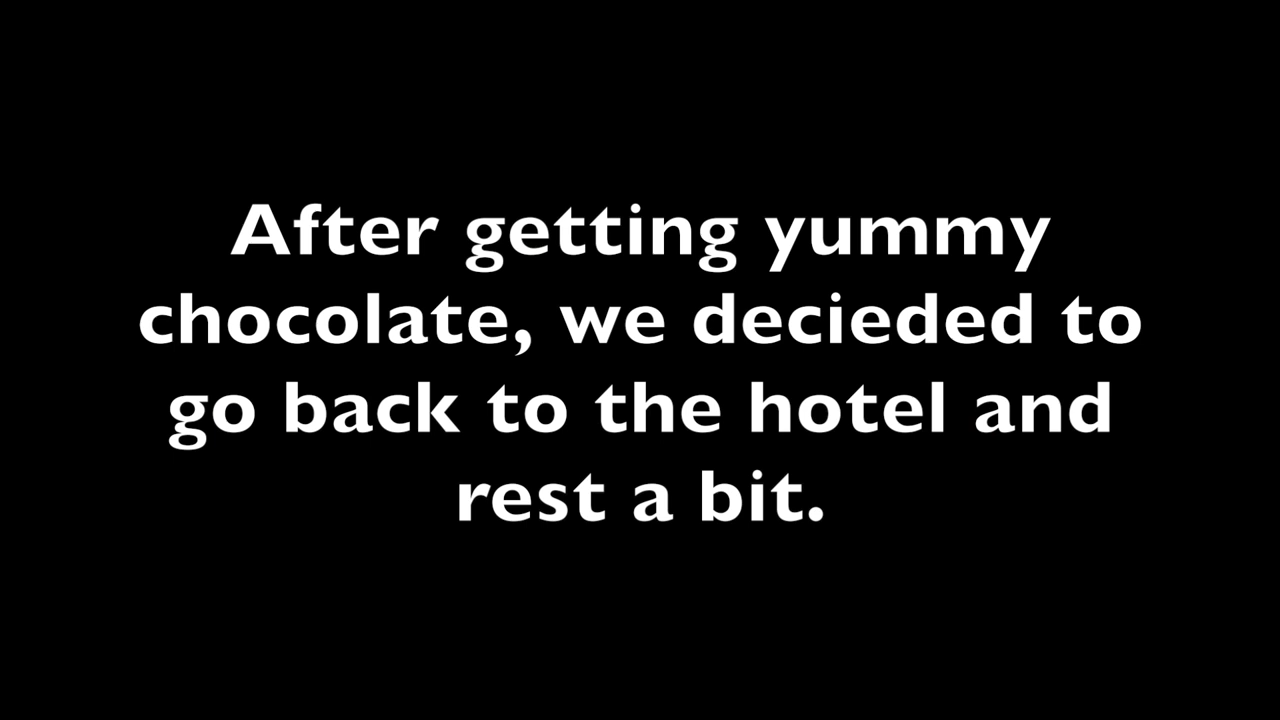 After getting yummy
chocolate, we decieded to
go back to the hotel and
rest a bit.